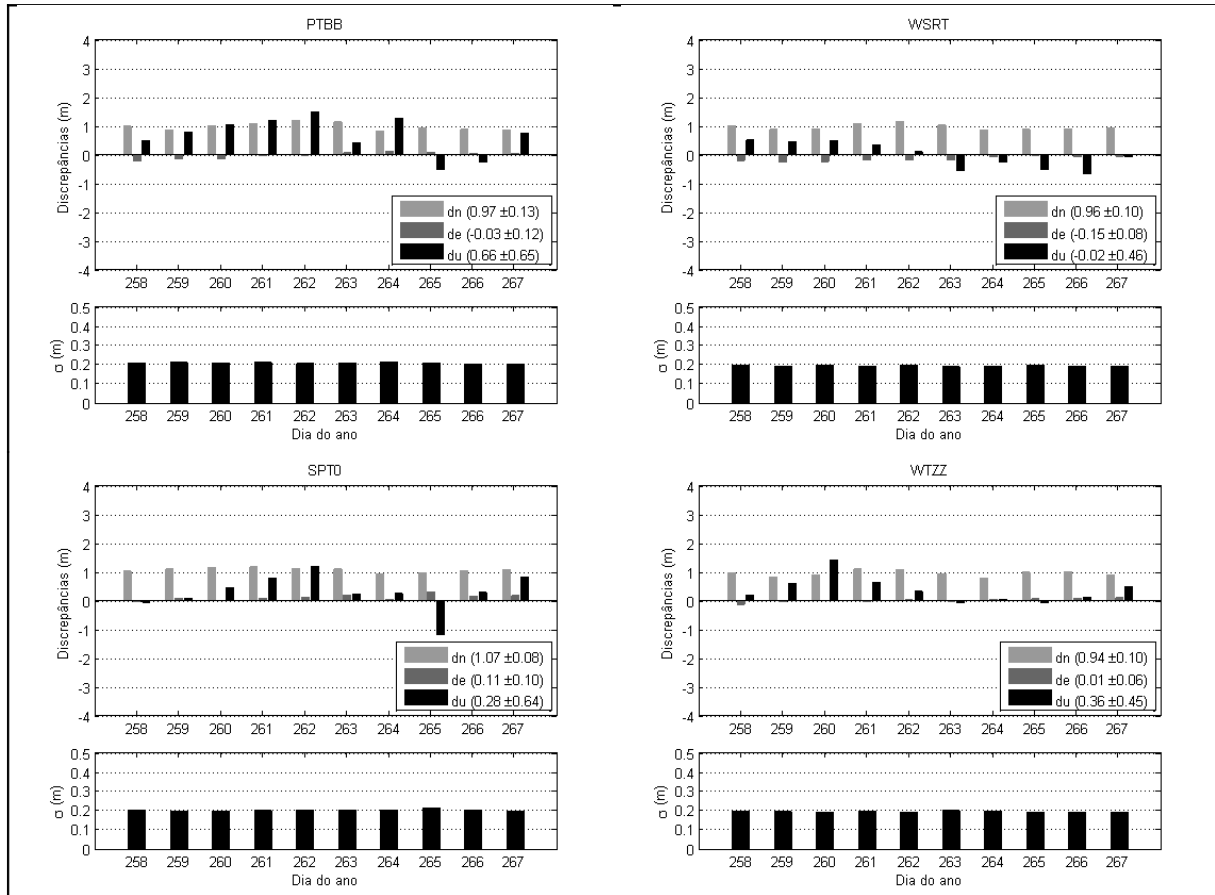 PTBB
4
3
2
1
0
-1
-2
-3
-4
Discrepâncias (m)
dn (0.97 ±0.13)
de (-0.03 ±0.12)
du (0.66 ±0.65)
258 259 260 261 262 263 264 265 266 267
0.5
0.4
0.3
0.2
0.1
0
σ (m)
258 259 260 261 262 263 264 265 266 267
Dia do ano
WSRT
4
3
2
1
0
-1
-2
-3
-4
Discrepâncias (m)
dn (0.96 ±0.10)
de (-0.15 ±0.08)
du (-0.02 ±0.46)
258 259 260 261 262 263 264 265 266 267
0.5
0.4
0.3
0.2
0.1
0
σ (m)
258 259 260 261 262 263 264 265 266 267
Dia do ano
SPT0
4
3
2
1
0
-1
-2
-3
-4
Discrepâncias (m)
dn (1.07 ±0.08)
de (0.11 ±0.10)
du (0.28 ±0.64)
258 259 260 261 262 263 264 265 266 267
0.5
0.4
0.3
0.2
0.1
0
σ (m)
258 259 260 261 262 263 264 265 266 267
Dia do ano
WTZZ
4
3
2
1
0
-1
-2
-3
-4
Discrepâncias (m)
dn (0.94 ±0.10)
de (0.01 ±0.06)
du (0.36 ±0.45)
258 259 260 261 262 263 264 265 266 267
0.5
0.4
0.3
0.2
0.1
0
σ (m)
258 259 260 261 262 263 264 265 266 267
Dia do ano